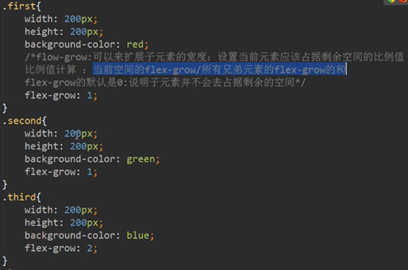 .first{
width: 200px;
height: 200px;
background-color: red;
/*flow-grow:可以来扩展子元素的宽度：设置当前元素应该占据剩余空间的比例值
比例值计算 ：当前空间的flex-grow/所有兄弟元素的flex-grow的和
flex-grow的默认是0:说明子元素并不会去占据剩余的空间*/
flex-grow: 1;
}
.second{
width: 200px;
height: 200px;
background-color: green;
flex-grow: 1;
}
.third{
width: 200px;
height: 200px;
background-color: blue;
flex-grow: 2;
}